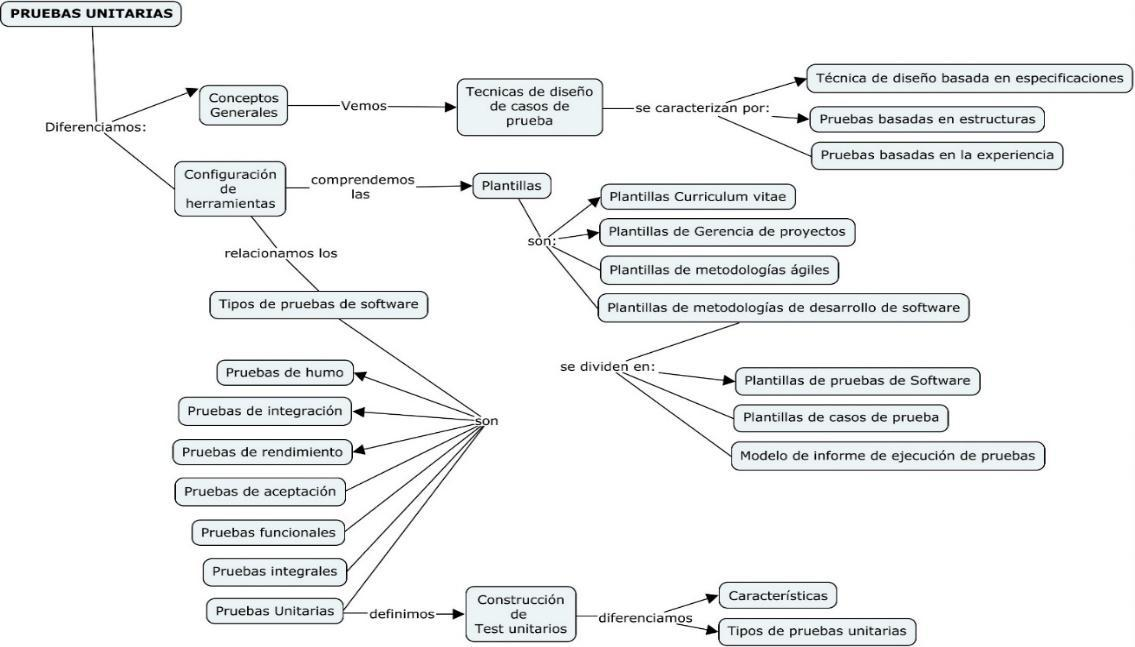 PRUEBAS UNITARIAS
Diferenciamos:
Conceptos
Generales
Vemos
Tecnicas de diseño
de casos de
prueba
se caracterizan por:
Técnica de diseño basada en especificaciones
Pruebas basadas en estructuras
Pruebas basadas en la experiencia
Configuración
de
herramientas
comprendemos
las
Plantillas
son:
Plantillas Curriculum vitae
Plantillas de Gerencia de proyectos
Plantillas de metodologías ágiles
Plantillas de metodologías de desarrollo de software
se dividen en:
Plantillas de pruebas de Software
Plantillas de casos de prueba
Modelo de informe de ejecución de pruebas
relacionamos los
Tipos de pruebas de software
son
Pruebas de humo
Pruebas de integración
Pruebas de rendimiento
Pruebas de aceptación
Pruebas funcionales
Pruebas integrales
Pruebas Unitarias
definimos
Construcción
de
Test unitarios
diferenciamos
Características
Tipos de pruebas unitarias